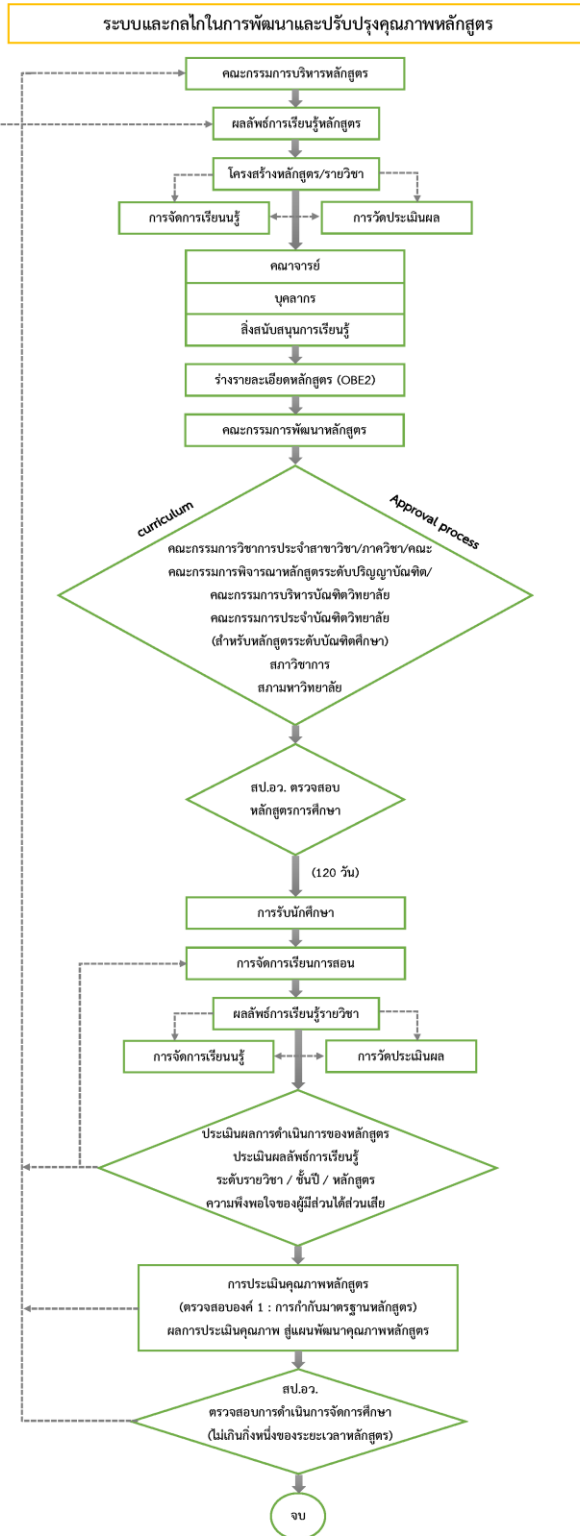 ระบบและกลไกในการพัฒนาและปรับปรุงคุณภาพหลักสูตร
คณะกรรมการบริหารหลักสูตร
ผลลัพธ์การเรียนรู้หลักสูตร
โครงสร้างหลักสูตร/รายวิชา
การจัดการเรียนนรู้
การวัดประเมินผล
คณาจารย์
บุคลากร
สิ่งสนับสนุนการเรียนรู้
ร่างรายละเอียดหลักสูตร (OBE2)
คณะกรรมการพัฒนาหลักสูตร
curriculum
Approval process
คณะกรรมการวิชาการประจำสาขาวิชา/ภาควิชา/คณะ
คณะกรรมการพิจารณาหลักสูตรระดับปริญญาบัณฑิต/
คณะกรรมการบริหารบัณฑิตวิทยาลัย
คณะกรรมการประจำบัณฑิตวิทยาลัย
(สำหรับหลักสูตรระดับบัณฑิตศึกษา)
สภาวิชาการ
สภามหาวิทยาลัย
สป.อว. ตรวจสอบ
หลักสูตรการศึกษา
(120 วัน)
การรับนักศึกษา
การจัดการเรียนการสอน
ผลลัพธ์การเรียนรู้รายวิชา
การจัดการเรียนนรู้
การวัดประเมินผล
ประเมินผลการดำเนินการของหลักสูตร
ประเมินผลลัพธ์การเรียนรู้
ระดับรายวิชา / ชั้นปี / หลักสูตร
ความพึงพอใจของผู้มีส่วนได้ส่วนเสีย
การประเมินคุณภาพหลักสูตร
(ตรวจสอบองค์ 1 : การกำกับมาตรฐานหลักสูตร)
ผลการประเมินคุณภาพ สู่แผนพัฒนาคุณภาพหลักสูตร
สป.อว.
ตรวจสอบการดำเนินการจัดการศึกษา
(ไม่เกินกึ่งหนึ่งของระยะเวลาหลักสูตร)
จบ